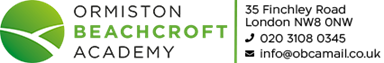 ORMISTON
BEACHCROFT
ACADEMY
35 Finchley Road
London NW8 0NW
020 3108 0345
info@obcamail.co.uk